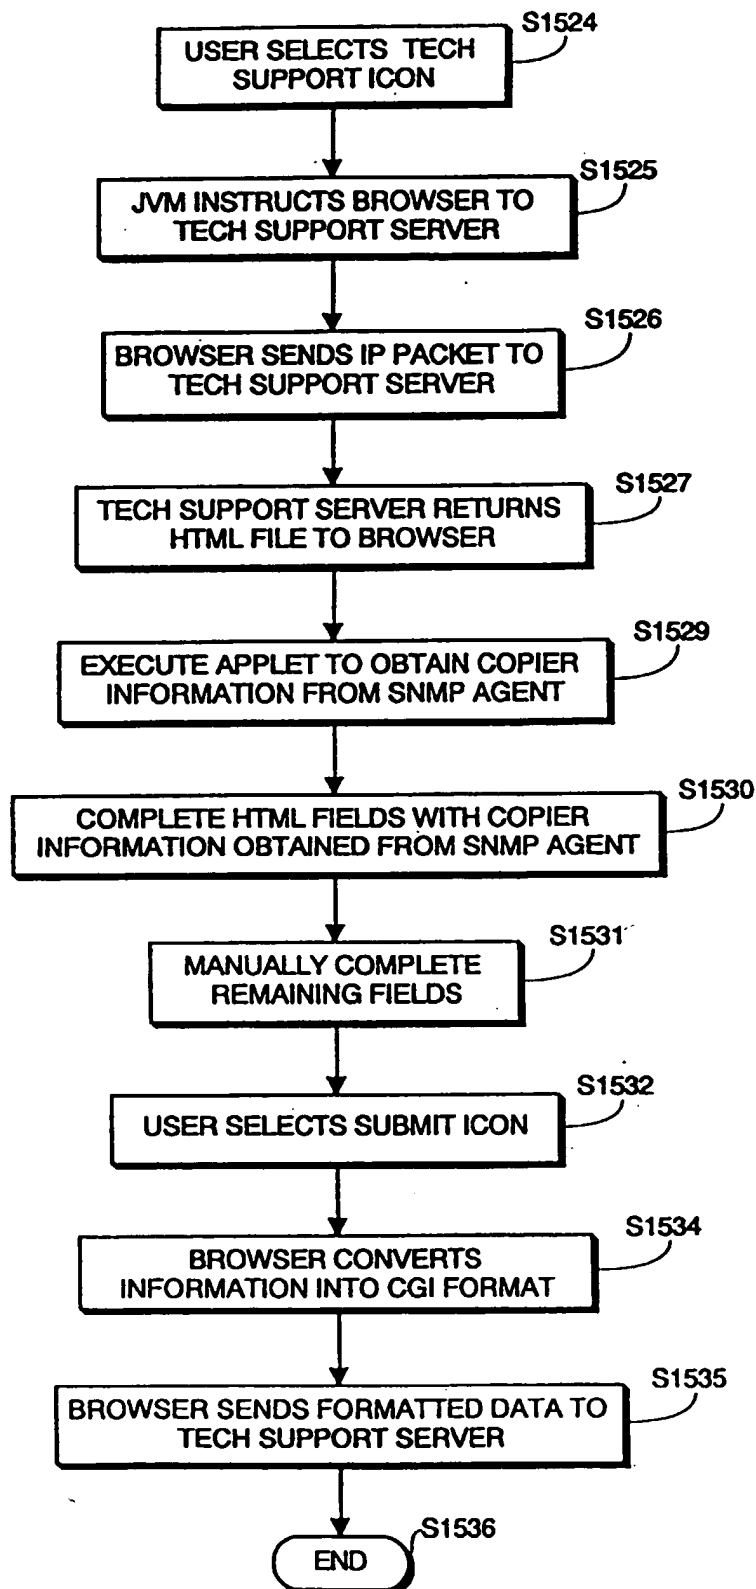 S1524
USER SELECTS TECH
SUPPORT ICON
S1525
JVM INSTRUCTS BROWSER TO
TECH SUPPORT SERVER
S1526
BROWSER SENDS IP PACKET TO
TECH SUPPORT SERVER
S1527
TECH SUPPORT SERVER RETURNS
HTML FILE TO BROWSER
S1529
EXECUTE APPLET TO OBTAIN COPIER
INFORMATION FROM SNMP AGENT
S1530
COMPLETE HTML FIELDS WITH COPIER
INFORMATION OBTAINED FROM SNMP AGENT
S1531
MANUALLY COMPLETE
REMAINING FIELDS
S1532
USER SELECTS SUBMIT ICON
S1534
BROWSER CONVERTS
INFORMATION INTO CGI FORMAT
S1535
BROWSER SENDS FORMATTED DATA TO
TECH SUPPORT SERVER
S1536
END